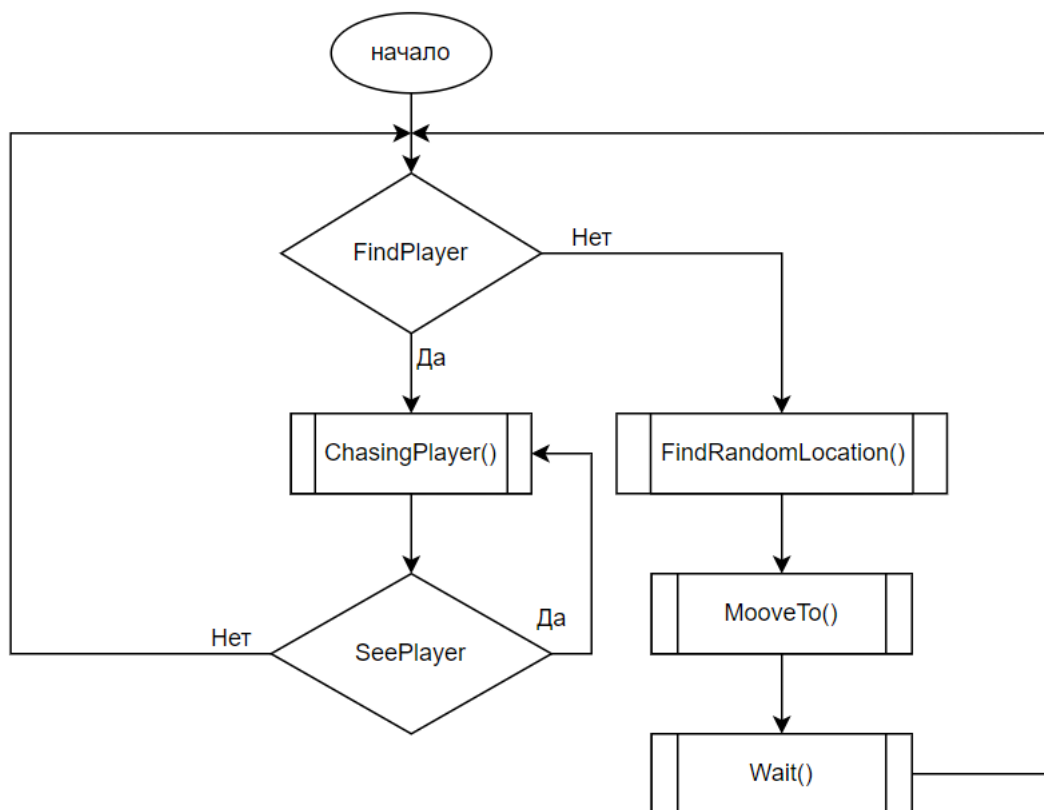 начало
FindPlayer
Нет
Да
ChasingPlayer()
FindRandomLocation()
MooveTo()
Нет
Да
SeePlayer
Wait()